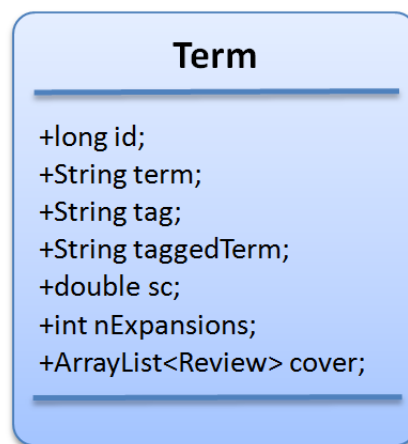 Term
+long id;
+String term;
+String tag;
+String taggedTerm;
+double sc;
+int nExpansions;
+ArrayList<Review> cover;